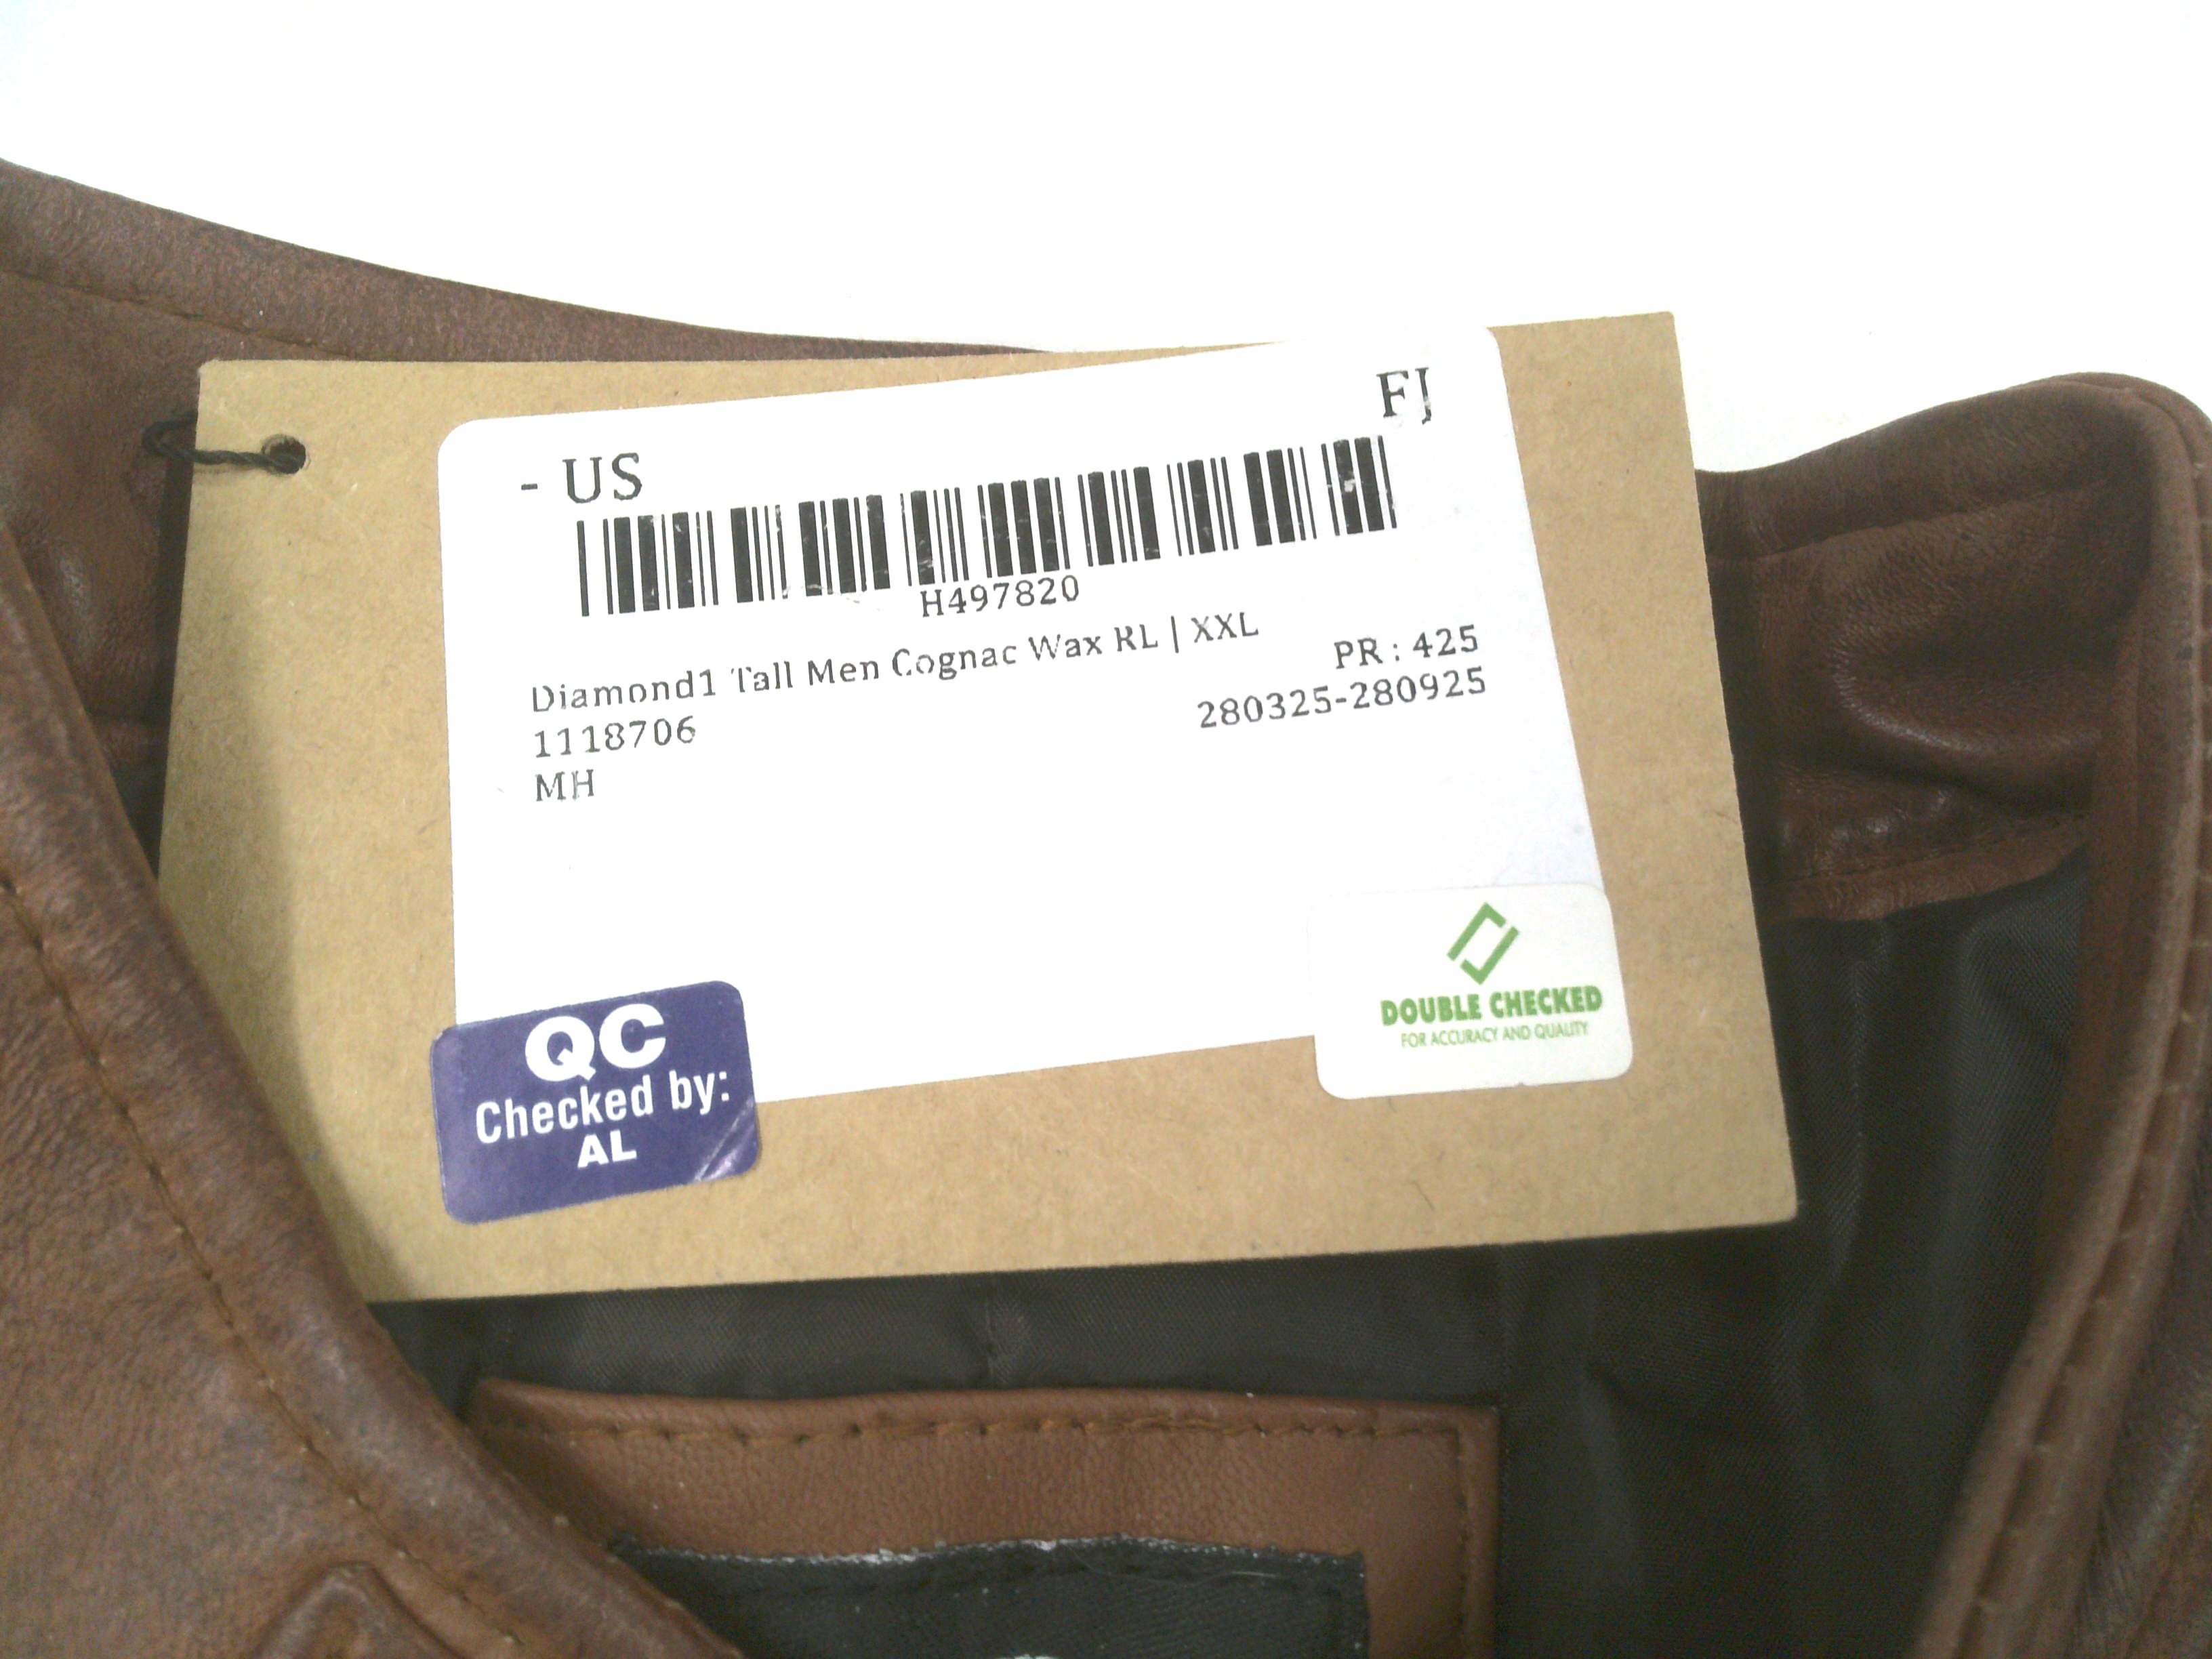 - US
FJ
H497820
Diamond1 Tall Men Cognac Wax RL | XXL
PR : 425
1118706
280325-280925
MH
QC
Checked by:
AL
DOUBLE CHECKED
FOR ACCURACY AND QUALITY